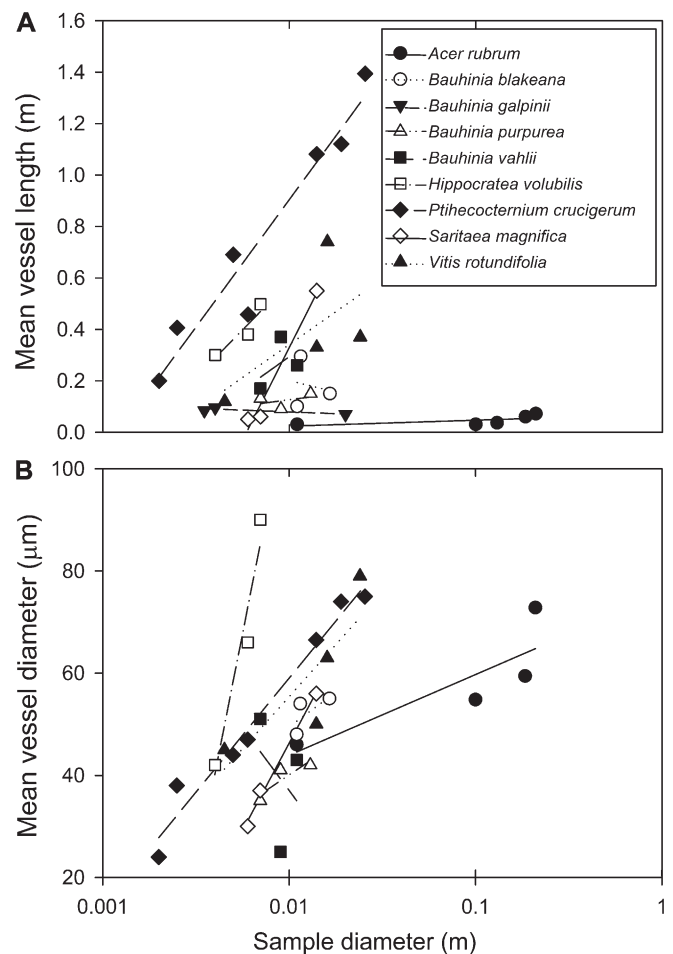 A
1.6
1.4
1.2
1.0
0.8
0.6
0.4
0.2
0.0
Mean vessel length (m)
Acer rubrum
Bauhinia blakeana
Bauhinia galpinii
Bauhinia purpurea
Bauhinia vahlii
Hippocratea volubilis
Ptihecocternium crucigerum
Saritaea magnifica
Vitis rotundifolia
B
100
80
60
40
20
Mean vessel diameter (μm)
0.001 0.01 0.1 1
Sample diameter (m)